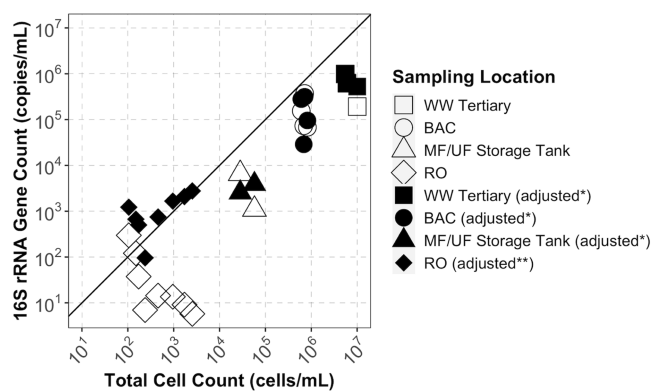 16S rRNA Gene Count (copies/mL)
10⁷
10⁶
10⁵
10⁴
10³
10²
10¹
10¹
10²
10³
10⁴
10⁵
10⁶
10⁷
Total Cell Count (cells/mL)
Sampling Location
WW Tertiary
BAC
MF/UF Storage Tank
RO
WW Tertiary (adjusted*)
BAC (adjusted*)
MF/UF Storage Tank (adjusted*)
RO (adjusted**)